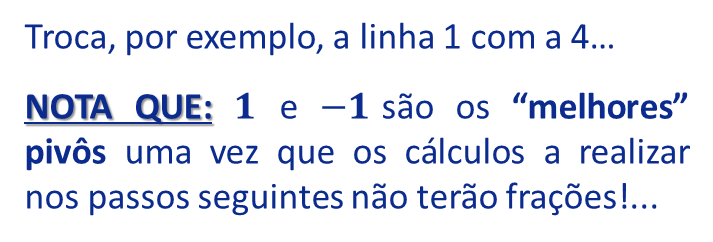 Troca, por exemplo, a linha 1 com a 4...
NOTA QUE: 1 e −1 são os “melhores”
pivôs uma vez que os cálculos a realizar
nos passos seguintes não terão frações!...